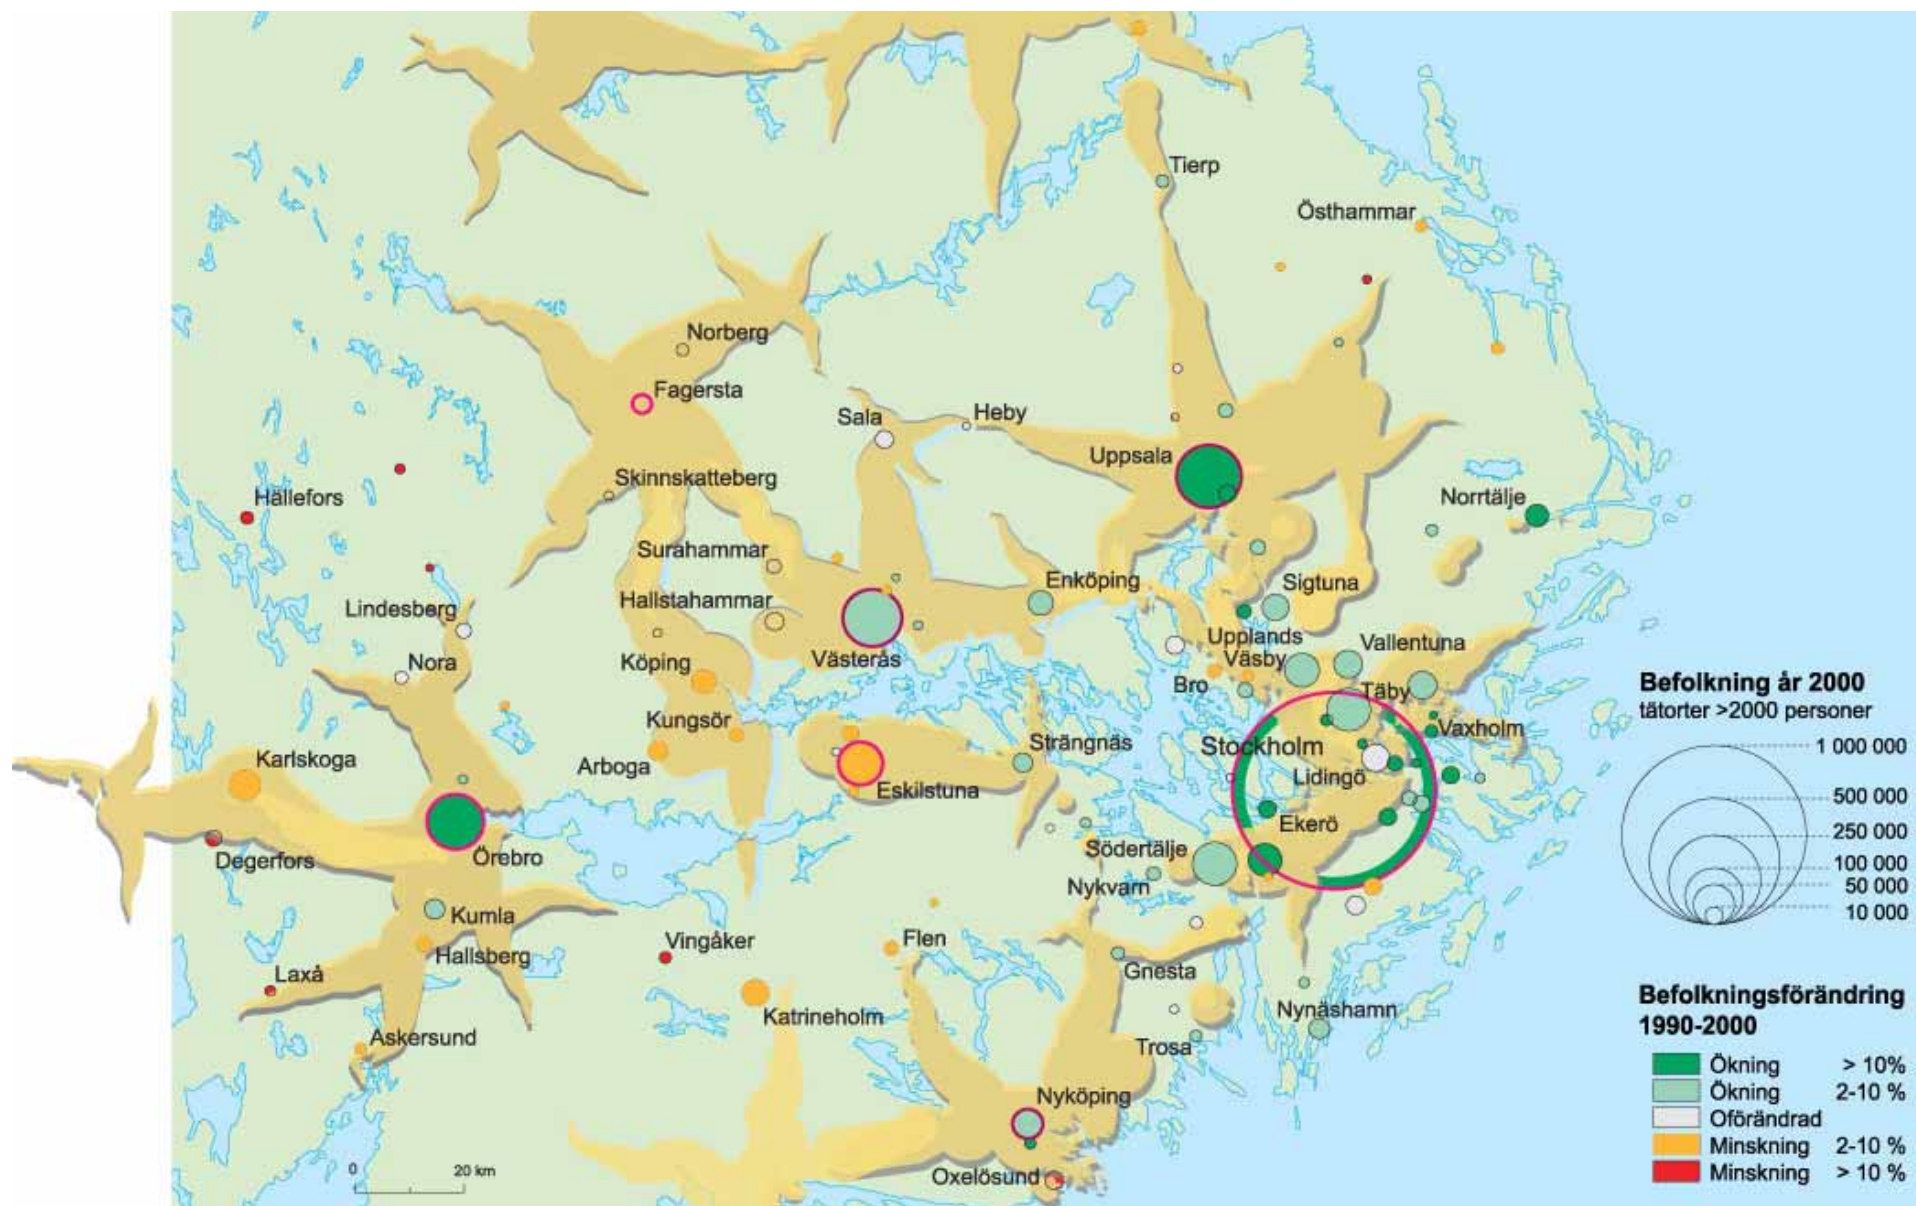 Tierp
Östhammar
Norberg
Fagersta
Sala
Heby
Uppsala
Skinnskatteberg
Hällefors
Norrtälje
Surahammar
Enköping
Sigtuna
Hallstahammar
Lindesberg
Upplands
Väsby
Vallentuna
Västerås
Köping
Nora
Bro
Täby
Kungsör
Vaxholm
Strängnäs
Stockholm
Karlskoga
Arboga
Lidingö
Eskilstuna
Ekerö
Södertälje
Degerfors
Örebro
Nykvarn
Kumla
Vingåker
Flen
Hallsberg
Gnesta
Laxå
Nynäshamn
Katrineholm
Askersund
Trosa
Nyköping
Oxelösund
0 20 km
Befolkning år 2000
tätorter >2000 personer
1 000 000
500 000
250 000
100 000
50 000
10 000
Befolkningsförändring
1990-2000
Ökning > 10%
Ökning 2-10 %
Oförändrad
Minskning 2-10 %
Minskning > 10 %